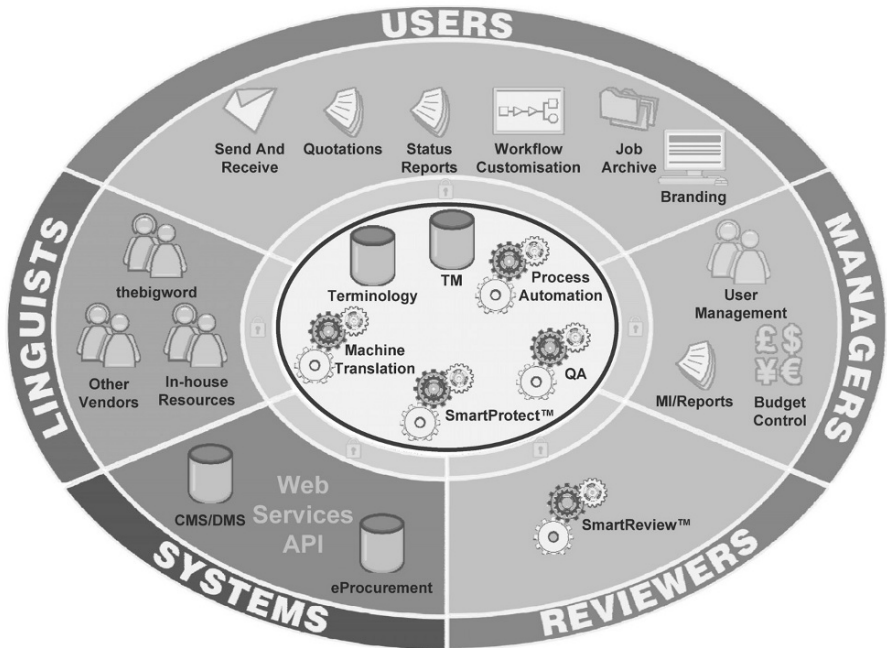 USERS
Send And
Receive
Quotations
Status
Reports
Workflow
Customisation
Job
Archive
Branding
LINGUISTS
thebigword
Other
Vendors
In-house
Resources
MANAGERS
User
Management
MI/Reports
£$
¥€
Budget
Control
Terminology
TM
Process
Automation
Machine
Translation
SmartProtect™
QA
SYSTEMS
CMS/DMS
Web
Services
API
eProcurement
REVIEWERS
SmartReview™